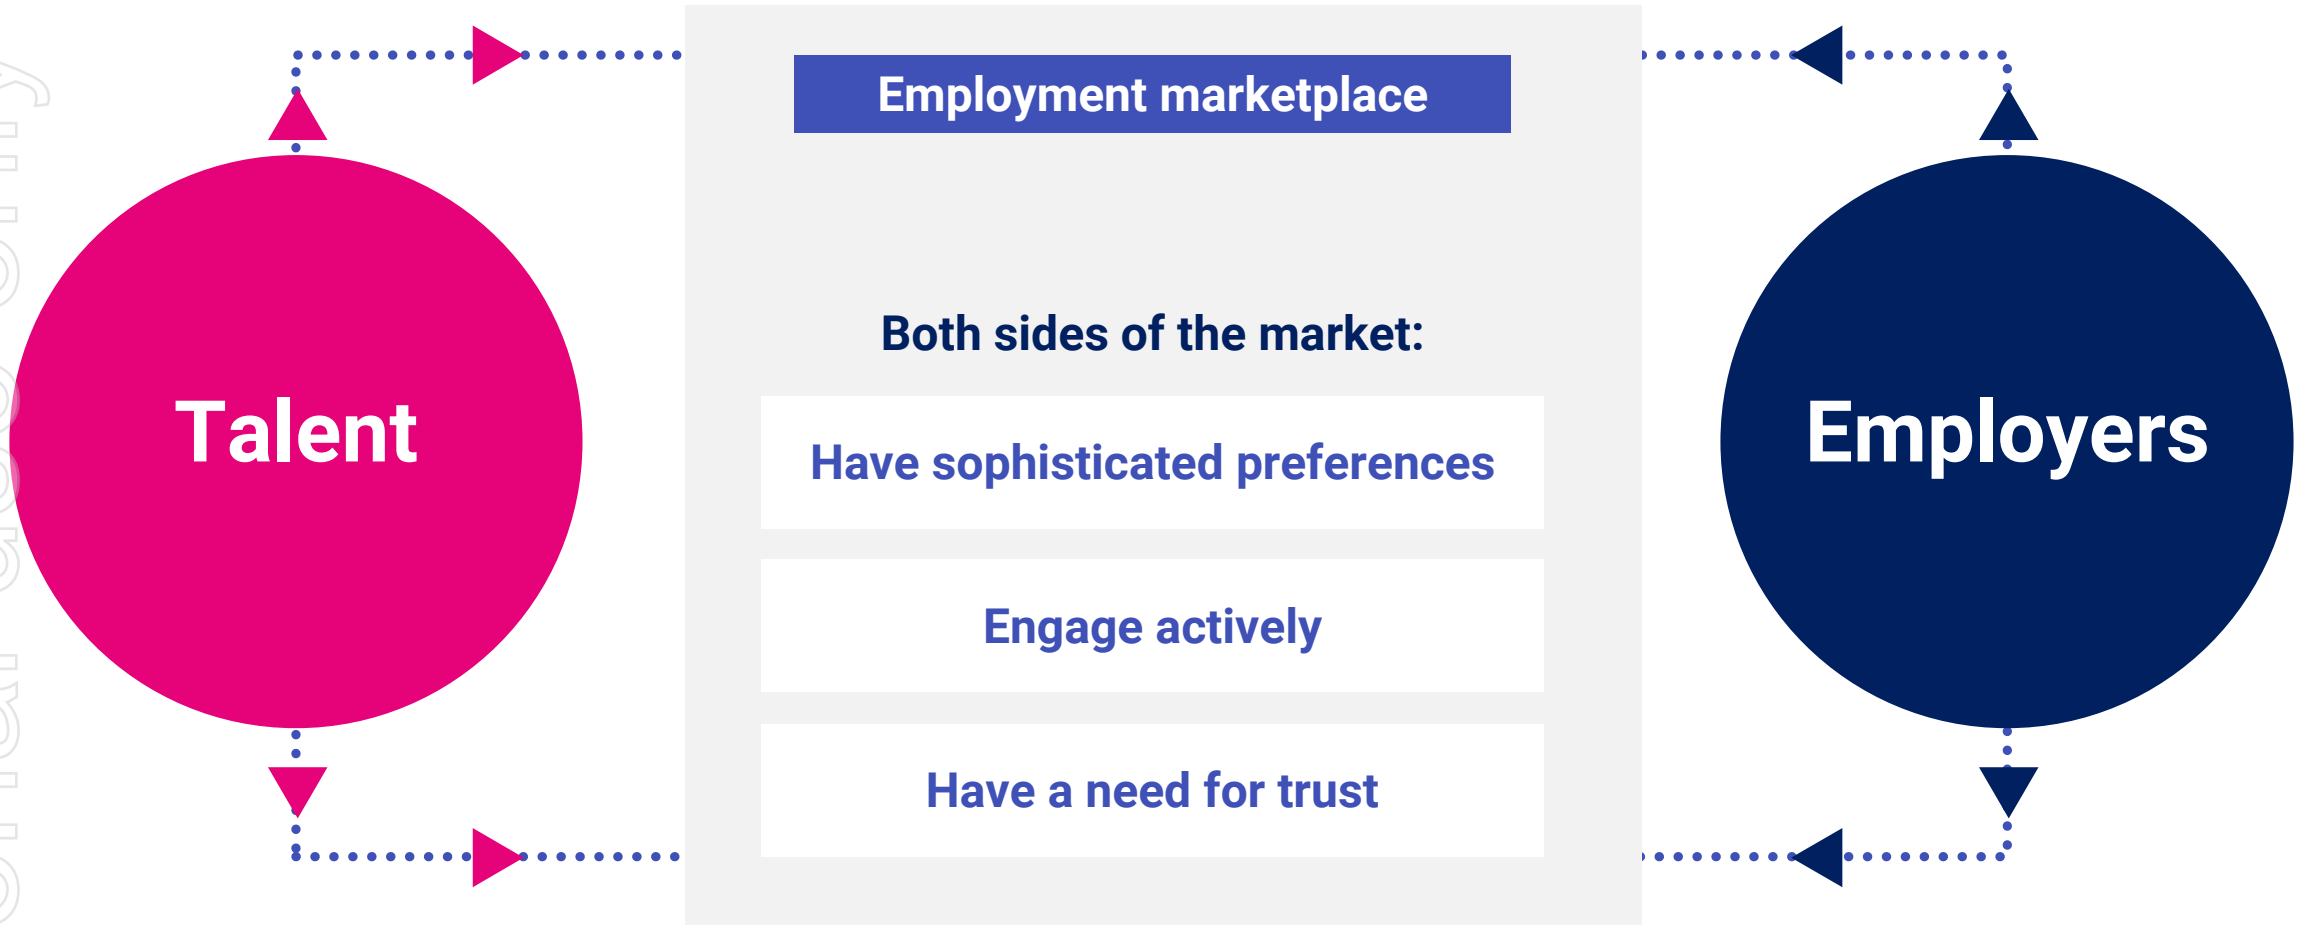 Employment marketplace
Both sides of the market:
Talent
Employers
Have sophisticated preferences
Engage actively
Have a need for trust